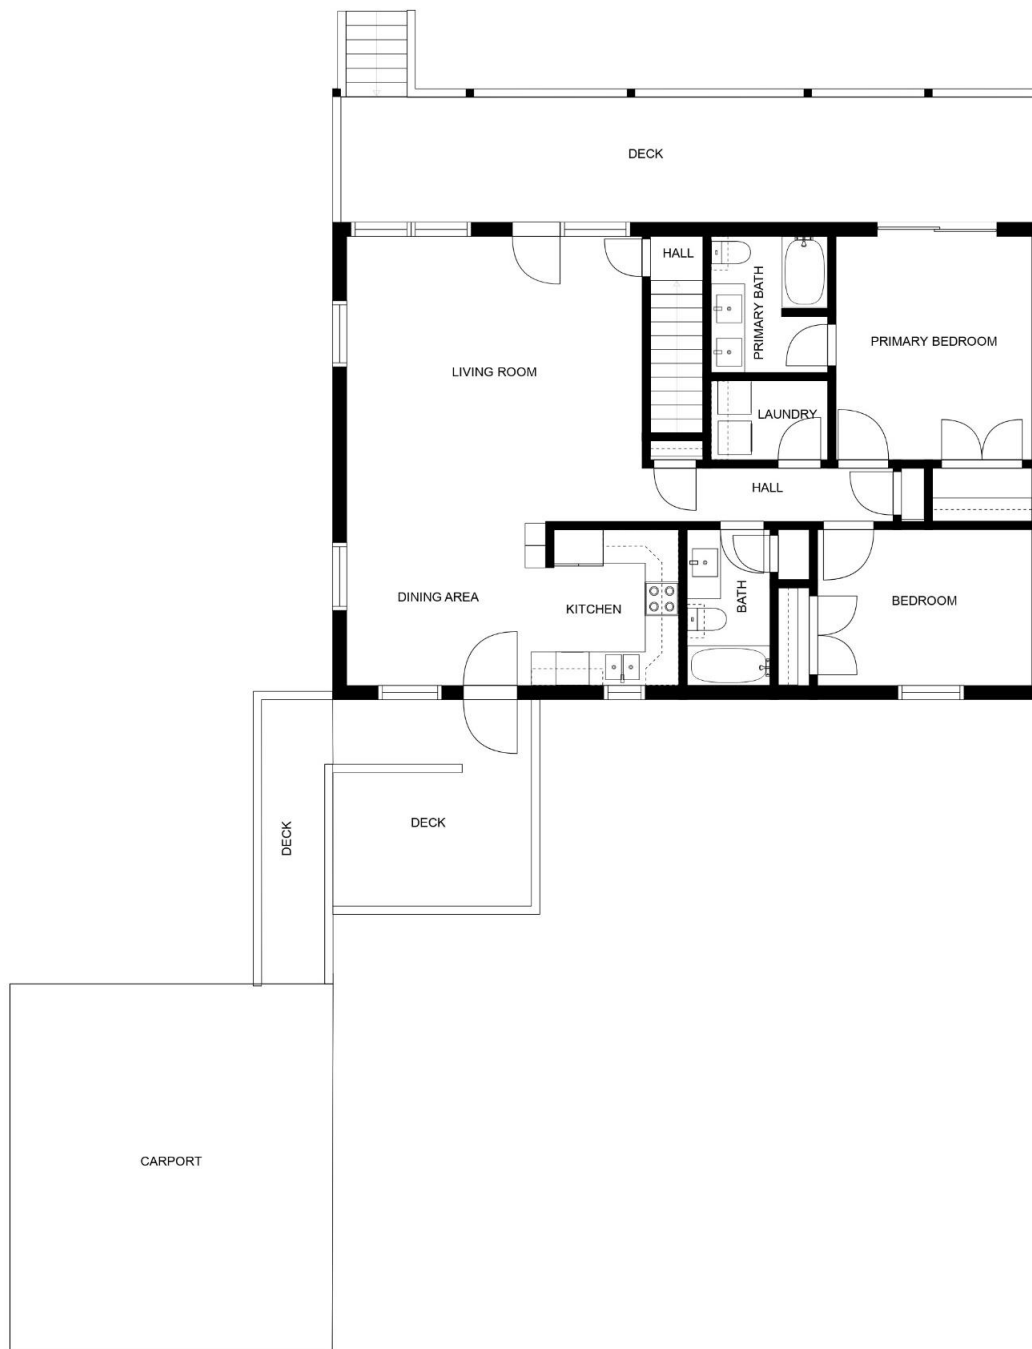 DECK
HALL
PRIMARY BATH
PRIMARY BEDROOM
LIVING ROOM
LAUNDRY
HALL
DINING AREA
KITCHEN
BATH
BEDROOM
DECK
DECK
CARPORT